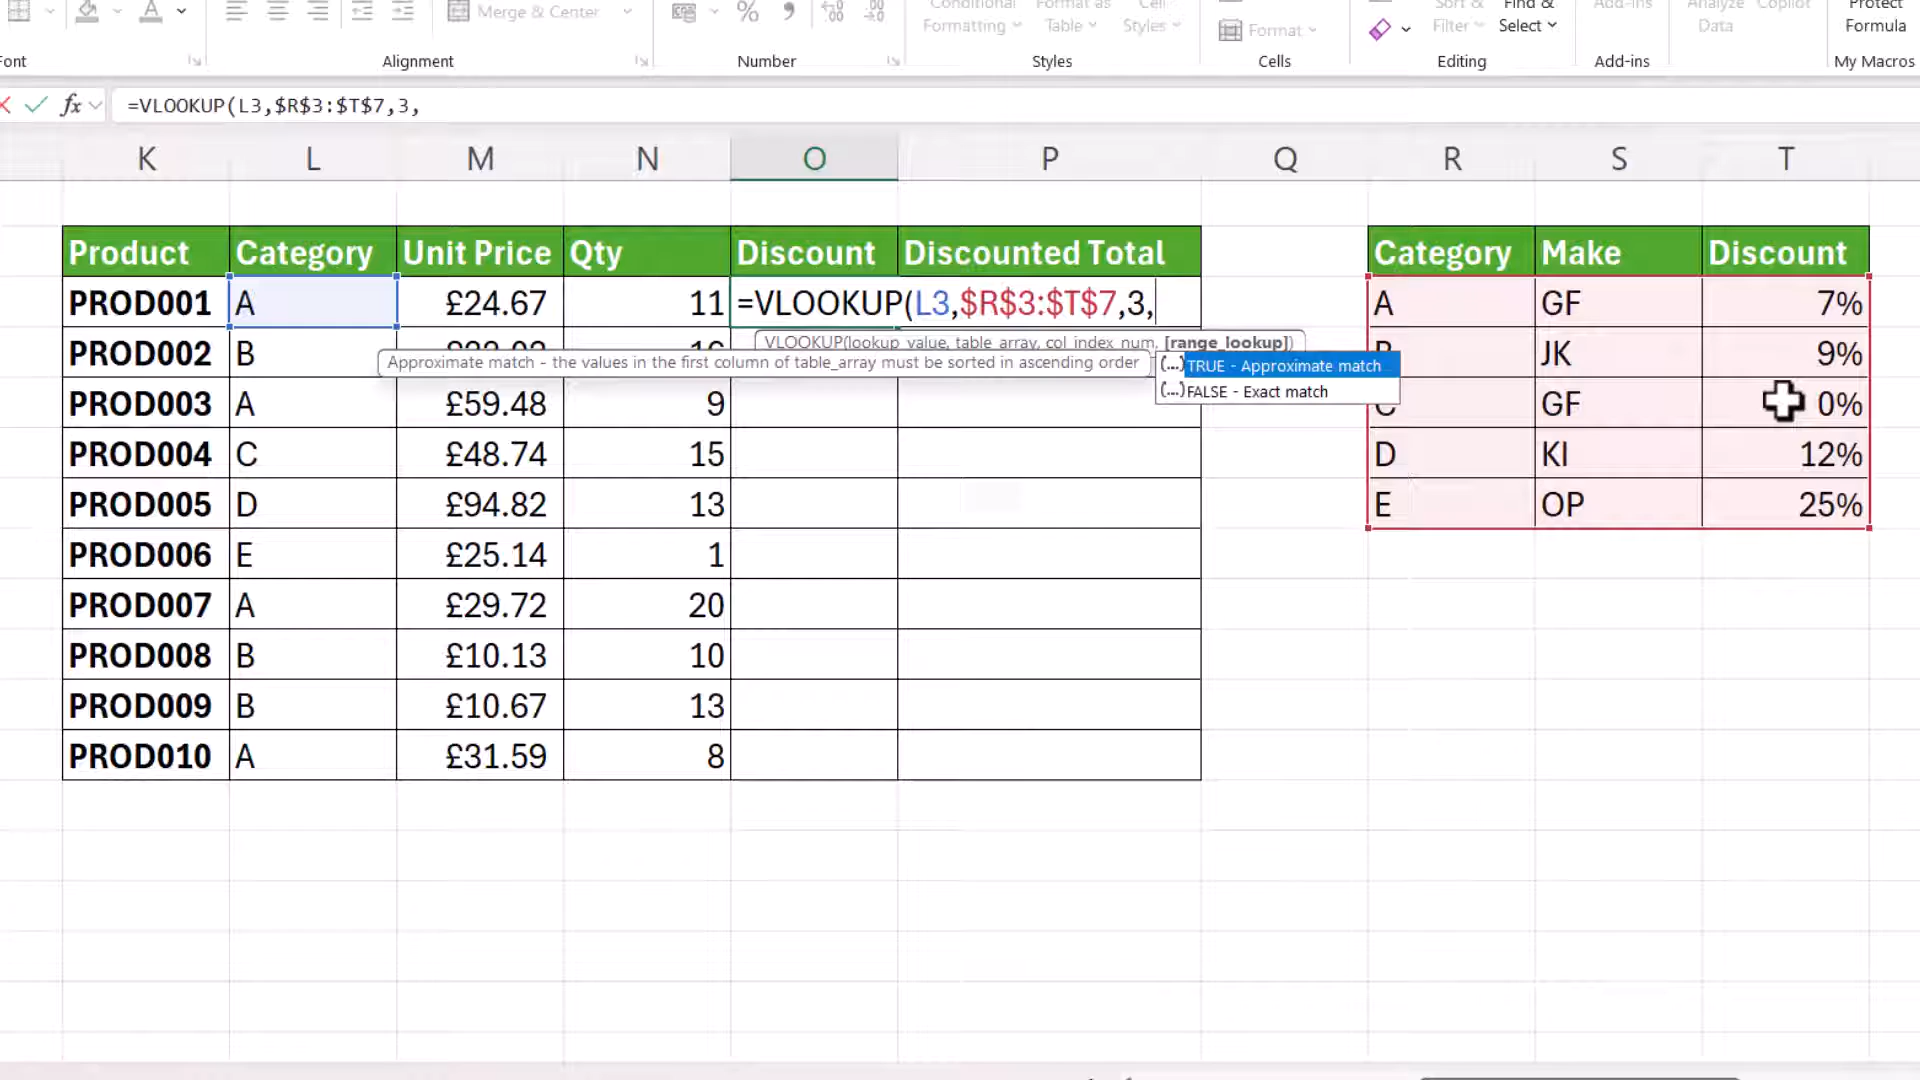 Merge & Center
%
Conditional
Formatting
Format as
Table
Cell
Styles
Format
Sort &
Filter
Find &
Select
Add-ins
Analyze
Data
Copilot
Protect
Formula
Font
Alignment
Number
Styles
Cells
Editing
Add-ins
My Macros
fx
=VLOOKUP(L3,$R$3:$T$7,3,
K L M N O P Q R S T
Product Category Unit Price Qty Discount Discounted Total
PROD001 A £24.67 11 =VLOOKUP(L3,$R$3:$T$7,3,
VLOOKUP(lookup_value, table_array, col_index_num, [range_lookup])
PROD002 B
Approximate match - the values in the first column of table_array must be sorted in ascending order
(...) TRUE - Approximate match
(...) FALSE - Exact match
PROD003 A £59.48 9
PROD004 C £48.74 15
PROD005 D £94.82 13
PROD006 E £25.14 1
PROD007 A £29.72 20
PROD008 B £10.13 10
PROD009 B £10.67 13
PROD010 A £31.59 8
Category Make Discount
A GF 7%
JK 9%
C GF 0%
D KI 12%
E OP 25%